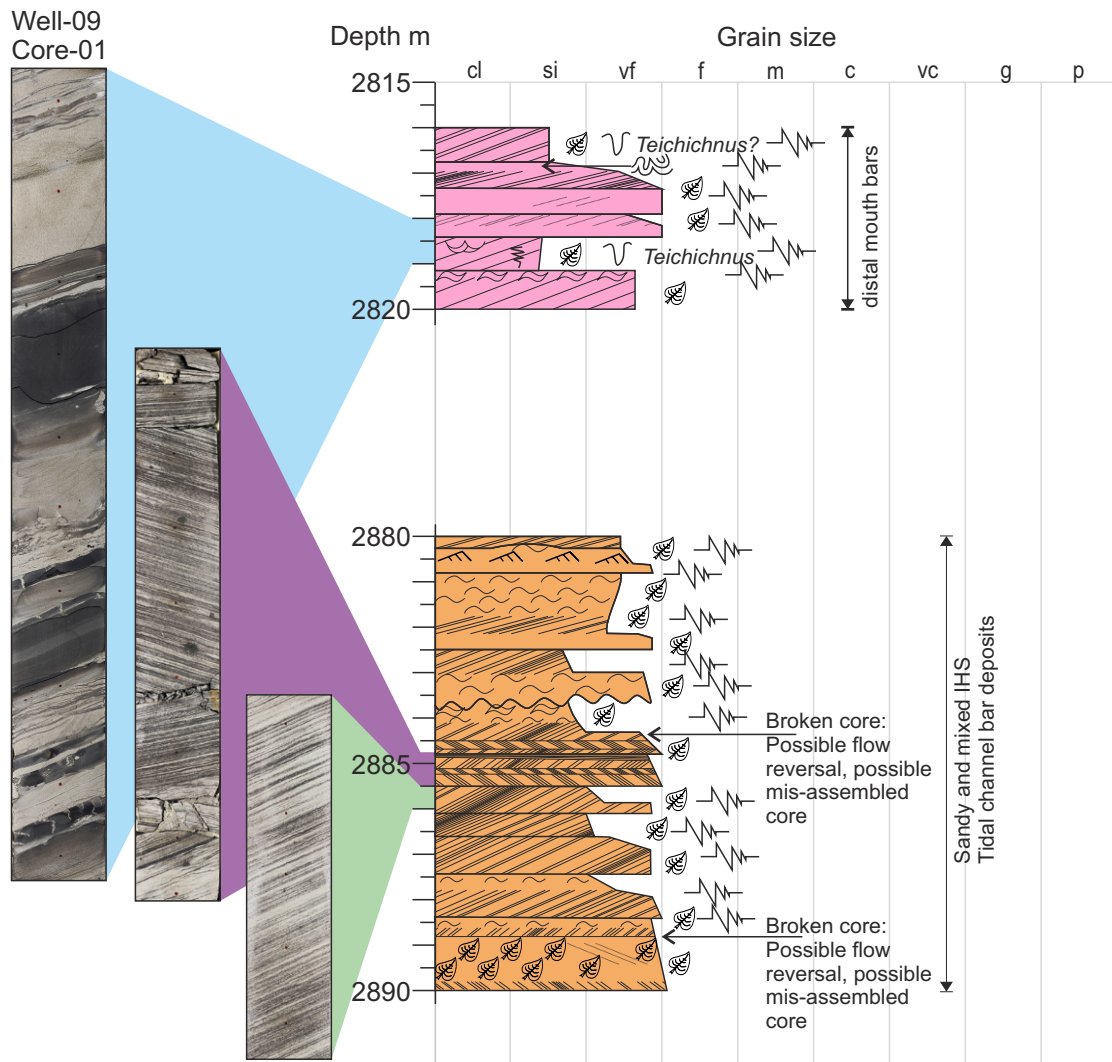 Well-09
Core-01
Depth m
Grain size
cl si vf f m c vc g p
2815
Teichichnus?
Teichichnus
distal mouth bars
2820
2880
Broken core:
Possible flow
reversal, possible
mis-assembled
core
2885
Sandy and mixed IHS
Tidal channel bar deposits
Broken core:
Possible flow
reversal, possible
mis-assembled
core
2890